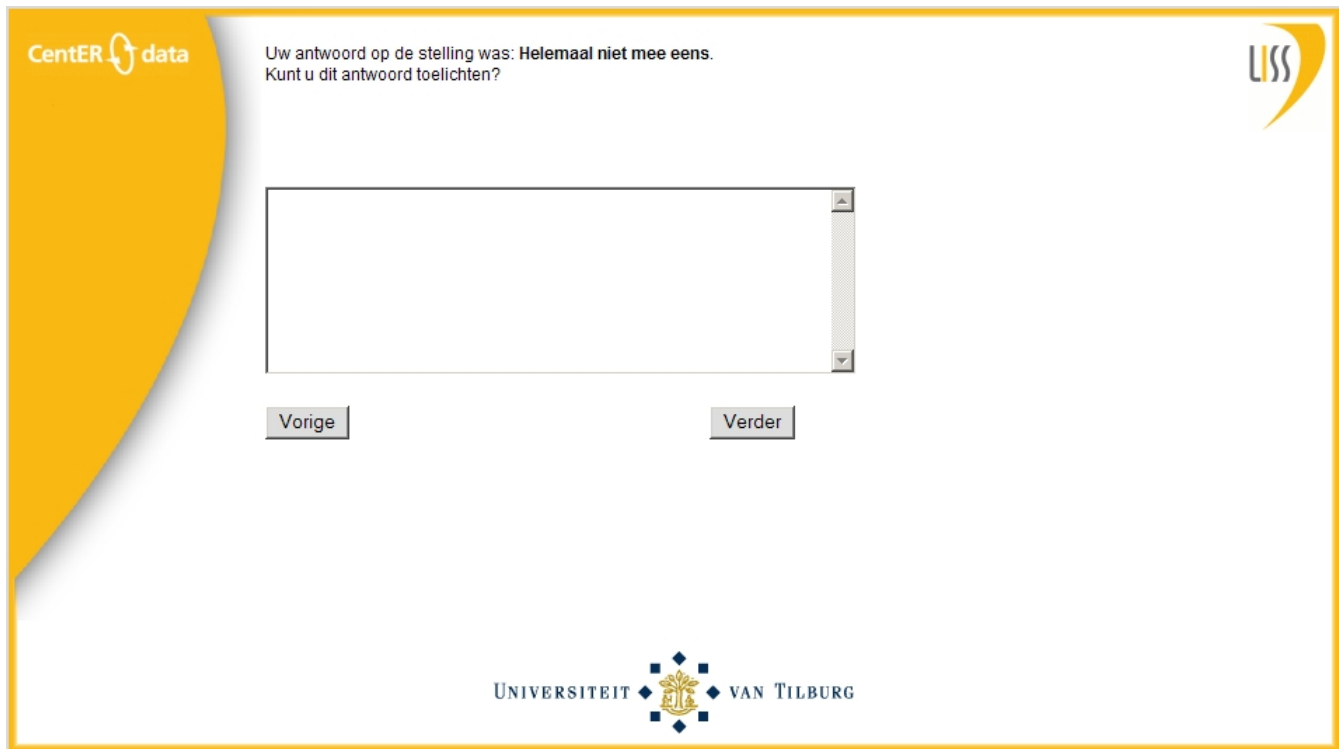 CentER data
Uw antwoord op de stelling was: Helemaal niet mee eens.
Kunt u dit antwoord toelichten?
LISS
Vorige
Verder
UNIVERSITEIT VAN TILBURG